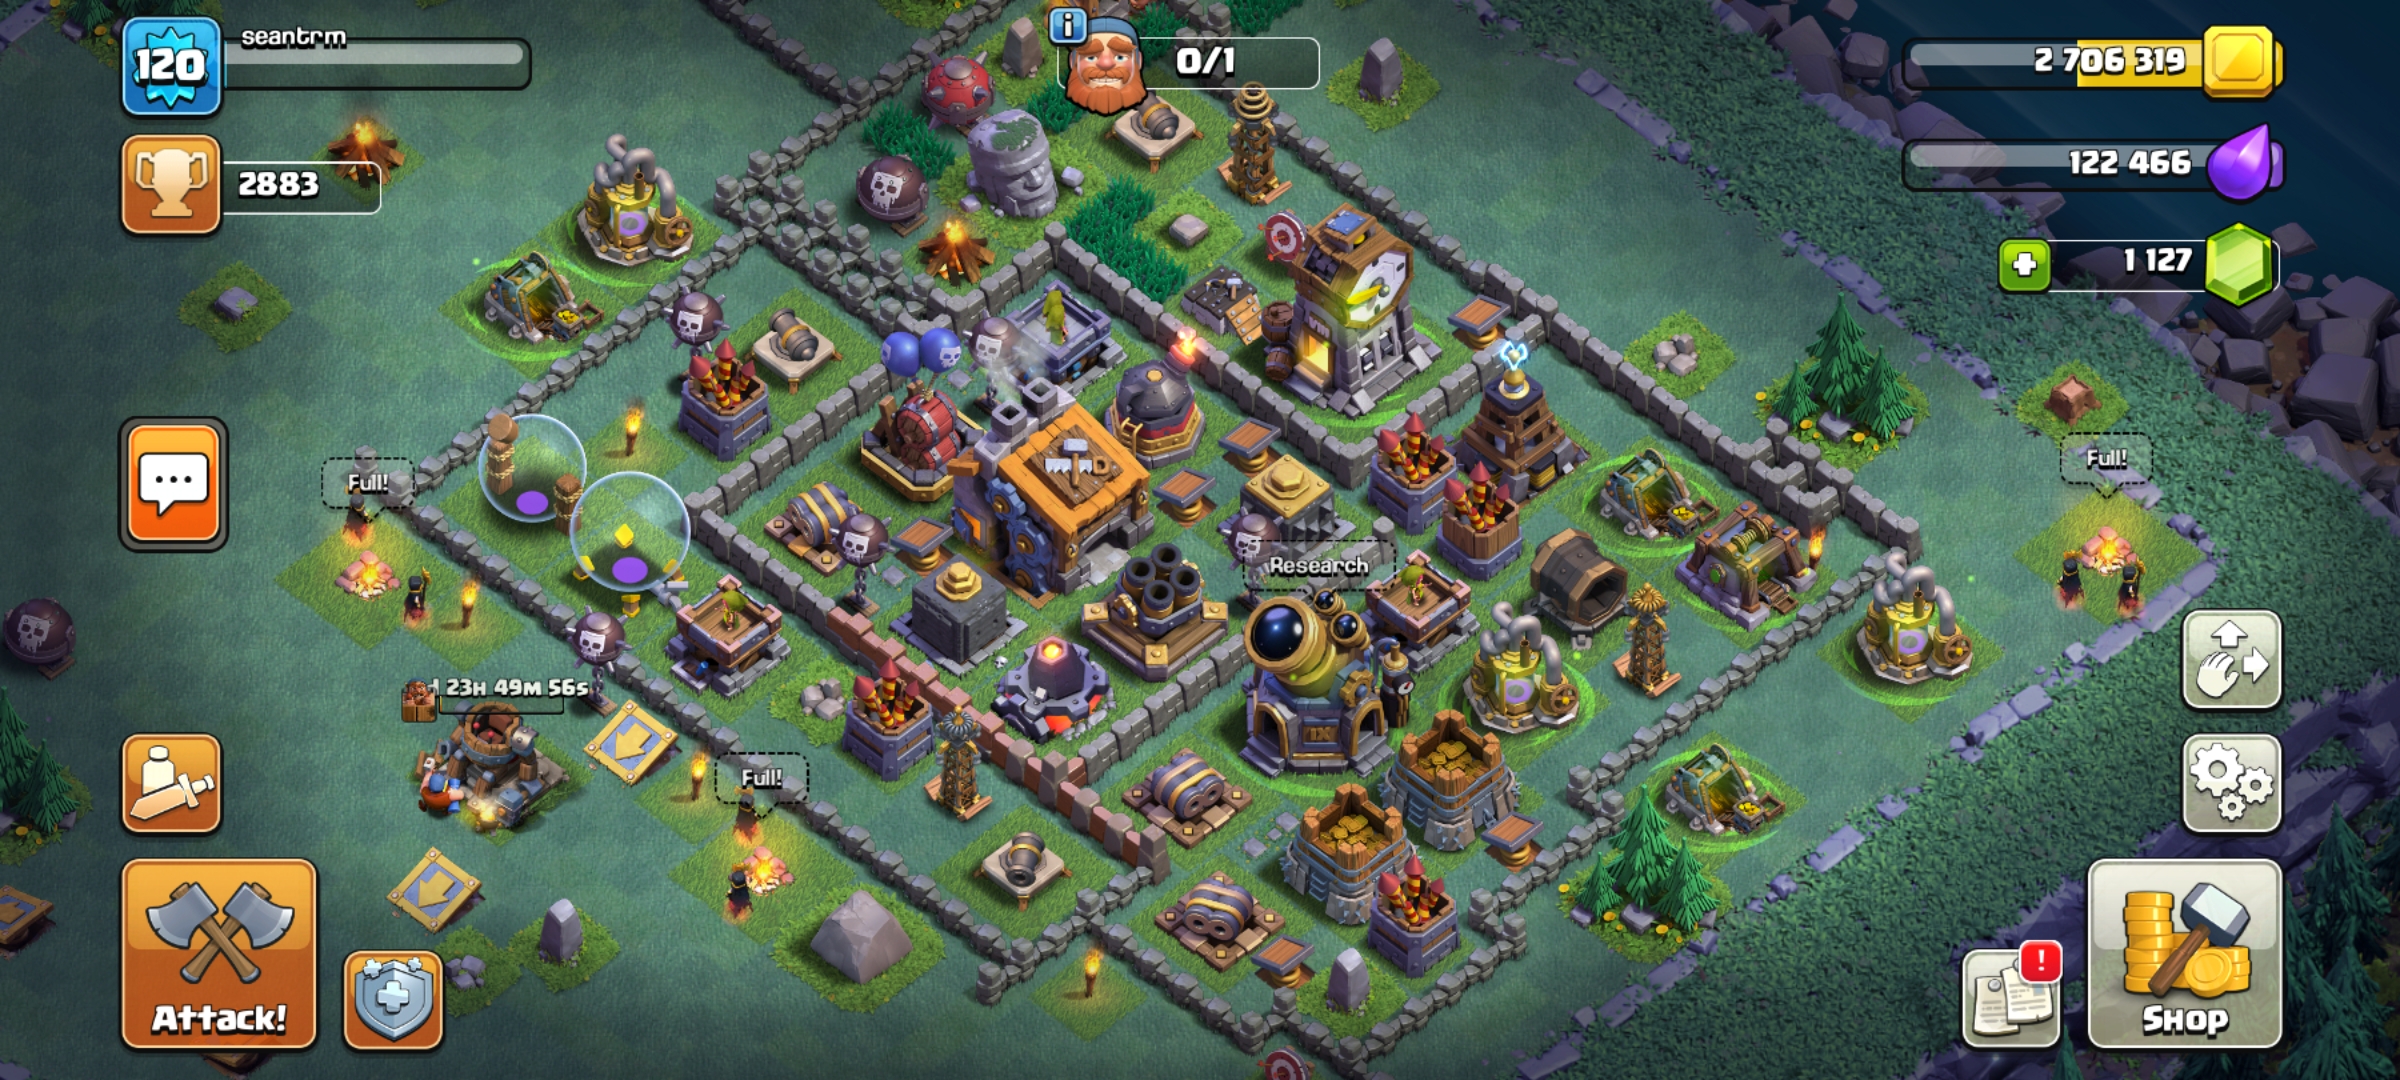 120
seantrm
i
0/1
2 706 319
2883
122 466
1 127
Full!
Full!
Research
23H 49M 56S
IX
Full!
Attack!
!
Shop